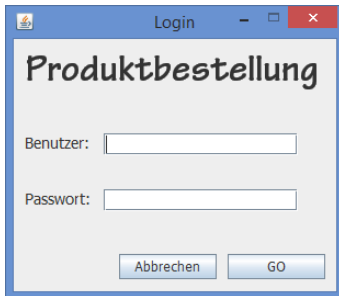 Login
Produktbestellung
Benutzer:
Passwort:
Abbrechen GO